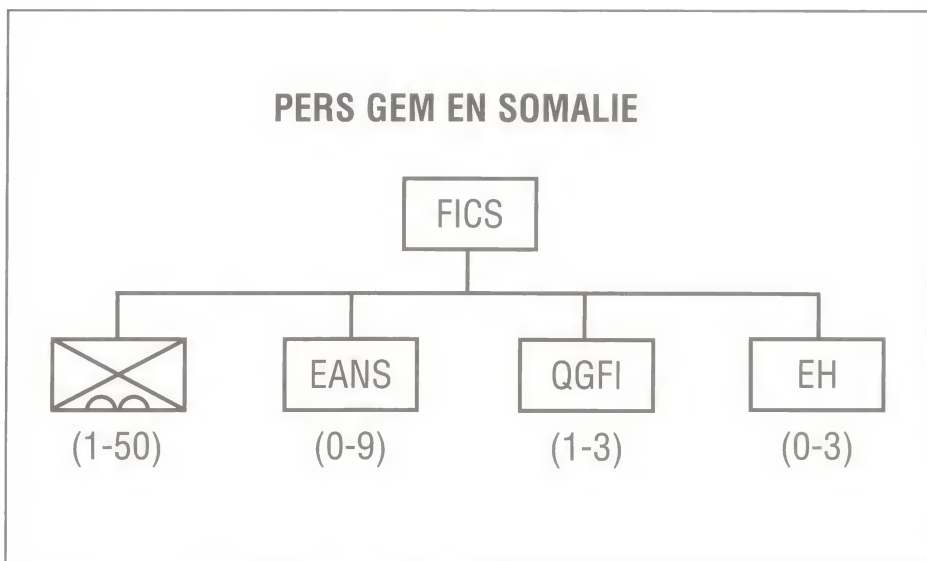 PERS GEM EN SOMALIE
FICS
EANS QGFI EH
(1-50) (0-9) (1-3) (0-3)